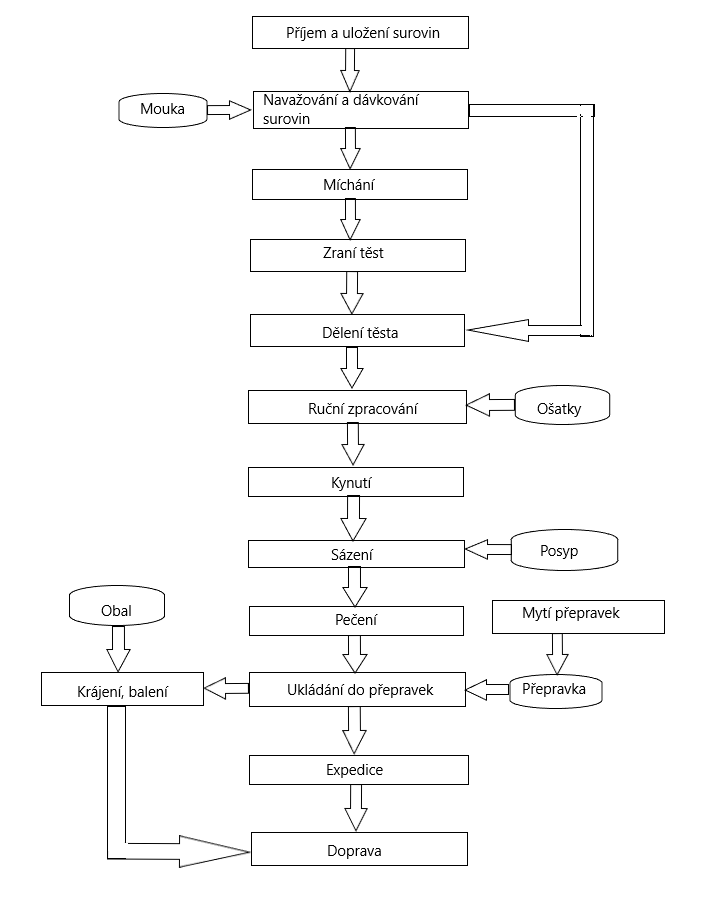 Příjem a uložení surovin
Mouka
Navažování a dávkování
surovin
Míchání
Zraní těst
Dělení těsta
Ruční zpracování
Ošatky
Kynutí
Sázení
Posyp
Obal
Pečení
Mytí přepravek
Krájení, balení
Ukládání do přepravek
Přepravka
Expedice
Doprava